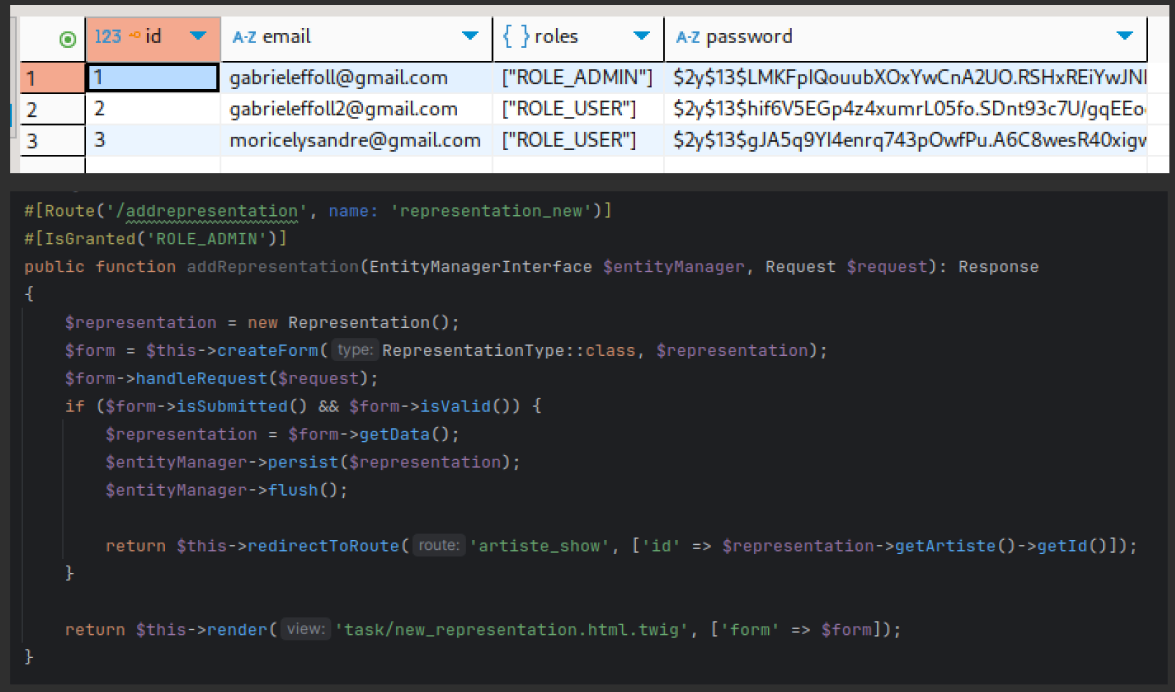 123 id A-Z email { } roles A-Z password
1 1 gabrieleffoll@gmail.com ["ROLE_ADMIN"] $2y$13$LMKFpIQouubXOxYwCnA2UO.RSHxREiYwJN
2 2 gabrieleffoll2@gmail.com ["ROLE_USER"] $2y$13$hif6V5EGp4z4xumrL05fo.SDnt93c7U/gqEEo
3 3 moricelysandre@gmail.com ["ROLE_USER"] $2y$13$gJA5q9YI4enrq743pOwfPu.A6C8wesR40xigv
#[Route('/addrepresentation', name: 'representation_new')]
#[IsGranted('ROLE_ADMIN')]
public function addRepresentation(EntityManagerInterface $entityManager, Request $request): Response
{
    $representation = new Representation();
    $form = $this->createForm( type: RepresentationType::class, $representation);
    $form->handleRequest($request);
    if ($form->isSubmitted() && $form->isValid()) {
        $representation = $form->getData();
        $entityManager->persist($representation);
        $entityManager->flush();
        return $this->redirectToRoute( route: 'artiste_show', ['id' => $representation->getArtiste()->getId()]);
    }
    return $this->render( view: 'task/new_representation.html.twig', ['form' => $form]);
}